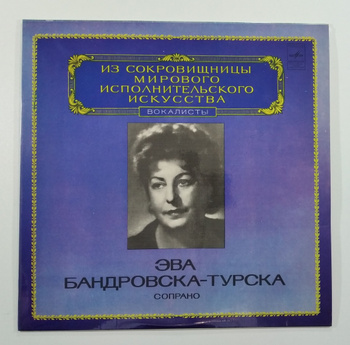 ИЗ СОКРОВИЩНИЦЫ
МИРОВОГО
ИСПОЛНИТЕЛЬСКОГО
ИСКУССТВА
ВОКАЛИСТЫ
ЭВА
БАНДРОВСКА-ТУРСКА
СОПРАНО